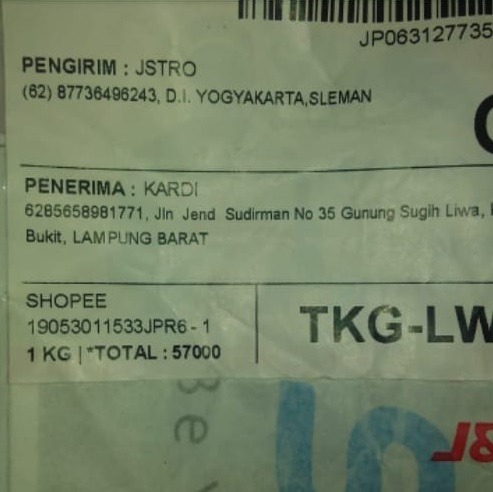 JP063127735
PENGIRIM : JSTRO
(62) 87736496243, D.I. YOGYAKARTA,SLEMAN
PENERIMA : KARDI
6285658981771, Jln Jend Sudirman No 35 Gunung Sugih Liwa,
Bukit, LAMPUNG BARAT
SHOPEE
19053011533JPR6 - 1
1 KG | *TOTAL : 57000
TKG-LW
J&